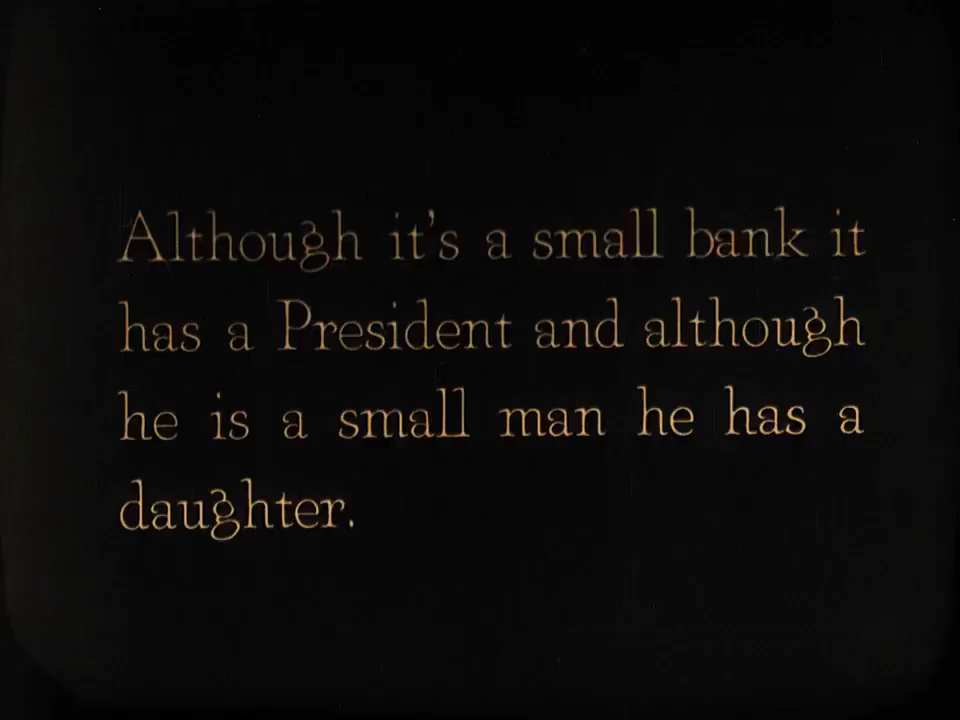 Although it's a small bank it
has a President and although
he is a small man he has a
daughter.